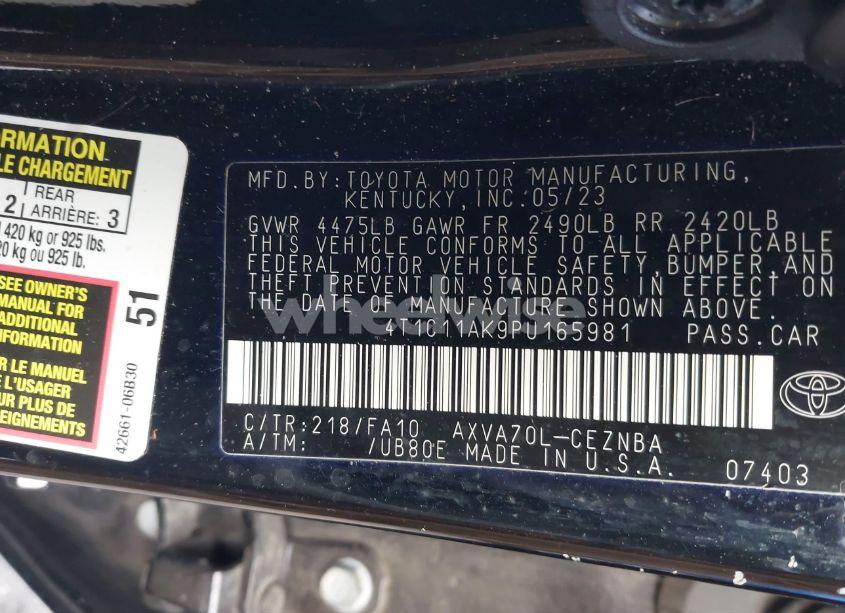 ORMATION
LE CHARGEMENT
2 REAR
ARRIÈRE: 3
420 kg or 925 lbs.
20 kg ou 925 lb.
SEE OWNER'S
MANUAL FOR
ADDITIONAL
INFORMATION
R LE MANUEL
E L'USAGER
UR PLUS DE
SEIGNEMENTS
51
42661-06B30
MFD.BY:TOYOTA MOTOR MANUFACTURING,
KENTUCKY, INC.05/23
GVWR 4475LB GAWR FR 2490LB RR 2420LB
THIS VEHICLE CONFORMS TO ALL APPLICABLE
FEDERAL MOTOR VEHICLE SAFETY, BUMPER, AND
THEFT PREVENTION STANDARDS IN EFFECT ON
THE DATE OF MANUFACTURE SHOWN ABOVE.
PASS.CAR
wheelwise
C/TR:218/FA10 AXVA70L-CEZNBA
A/TM: /UB80E MADE IN U.S.A. 07403